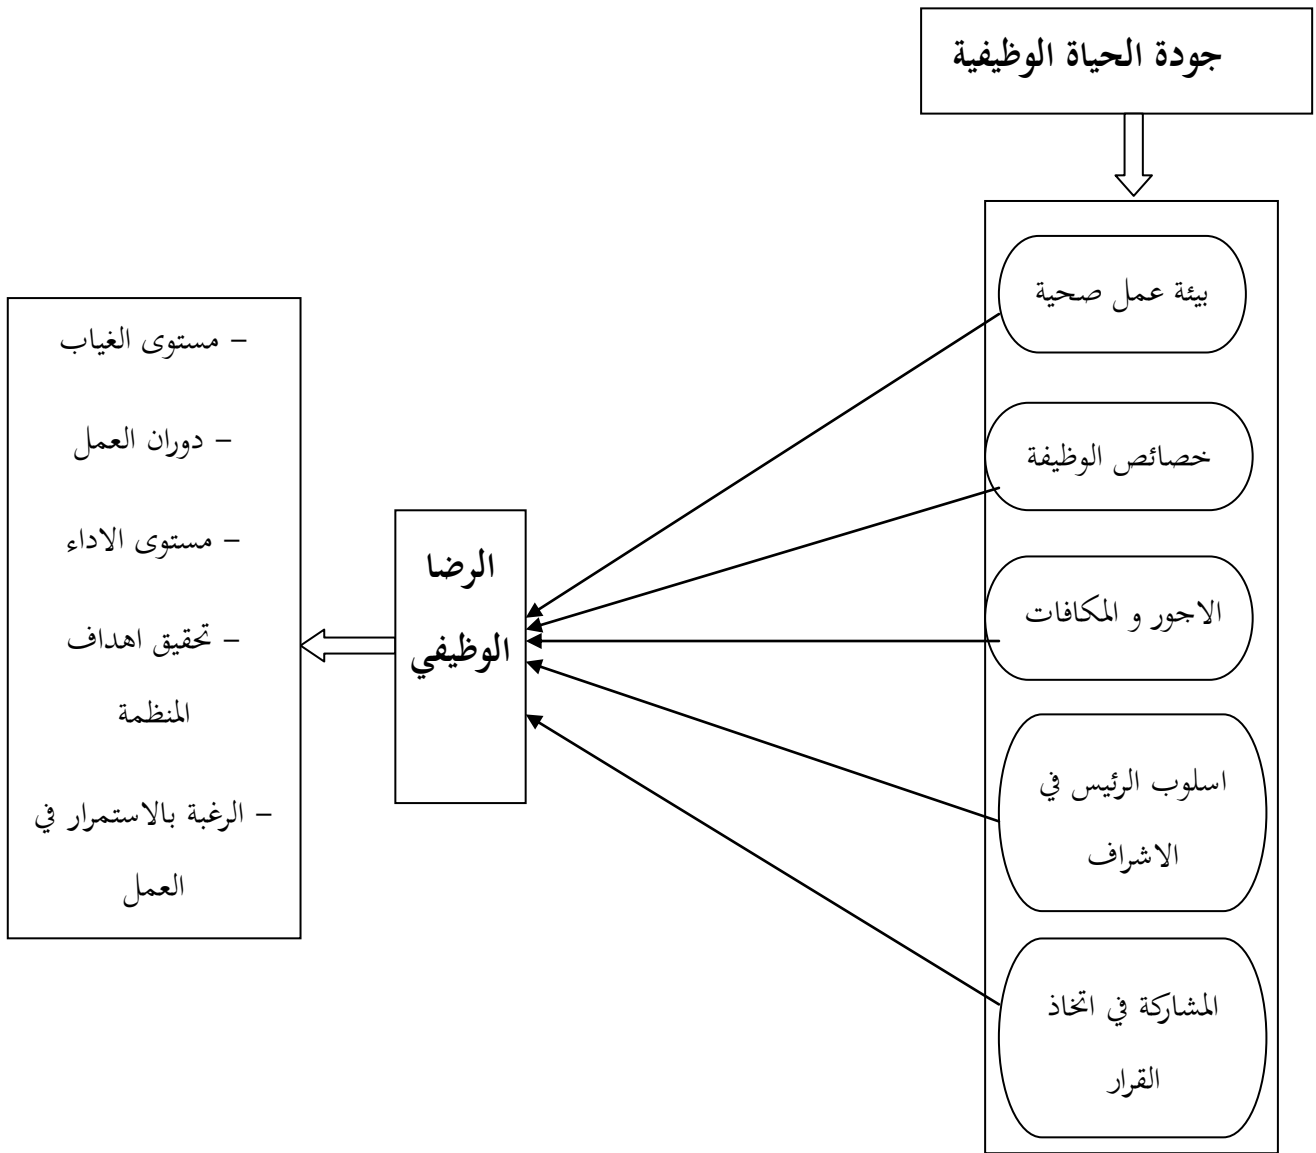 جودة الحياة الوظيفية
بيئة عمل صحية
خصائص الوظيفة
الاجور و المكافات
اسلوب الرئيس في
الاشراف
المشاركة في اتخاذ
القرار
الرضا
الوظيفي
– مستوى الغياب
– دوران العمل
– مستوى الاداء
– تحقيق اهداف
المنظمة
– الرغبة بالاستمرار في
العمل